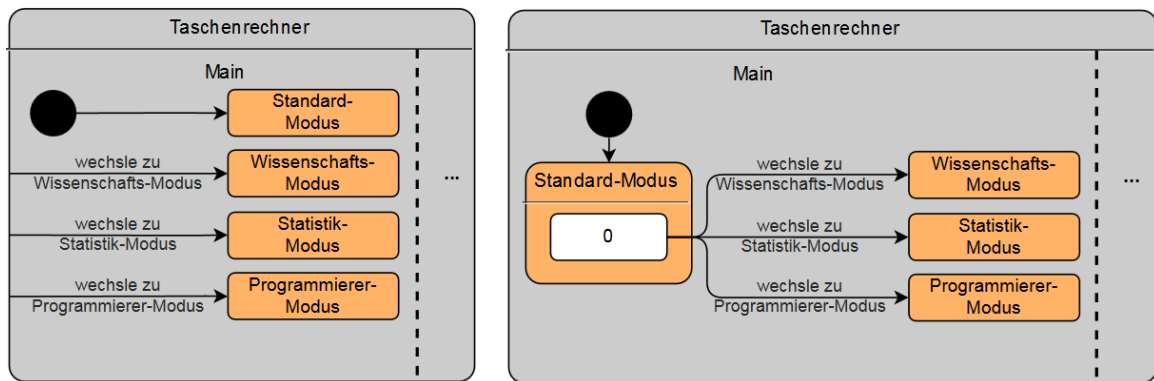 Taschenrechner
Main
Standard-
Modus
wechsle zu
Wissenschafts-Modus
Wissenschafts-
Modus
wechsle zu
Statistik-Modus
Statistik-
Modus
wechsle zu
Programmierer-Modus
Programmierer-
Modus
...
Taschenrechner
Main
Standard-Modus
0
wechsle zu
Wissenschafts-Modus
Wissenschafts-
Modus
wechsle zu
Statistik-Modus
Statistik-
Modus
wechsle zu
Programmierer-Modus
Programmierer-
Modus
...